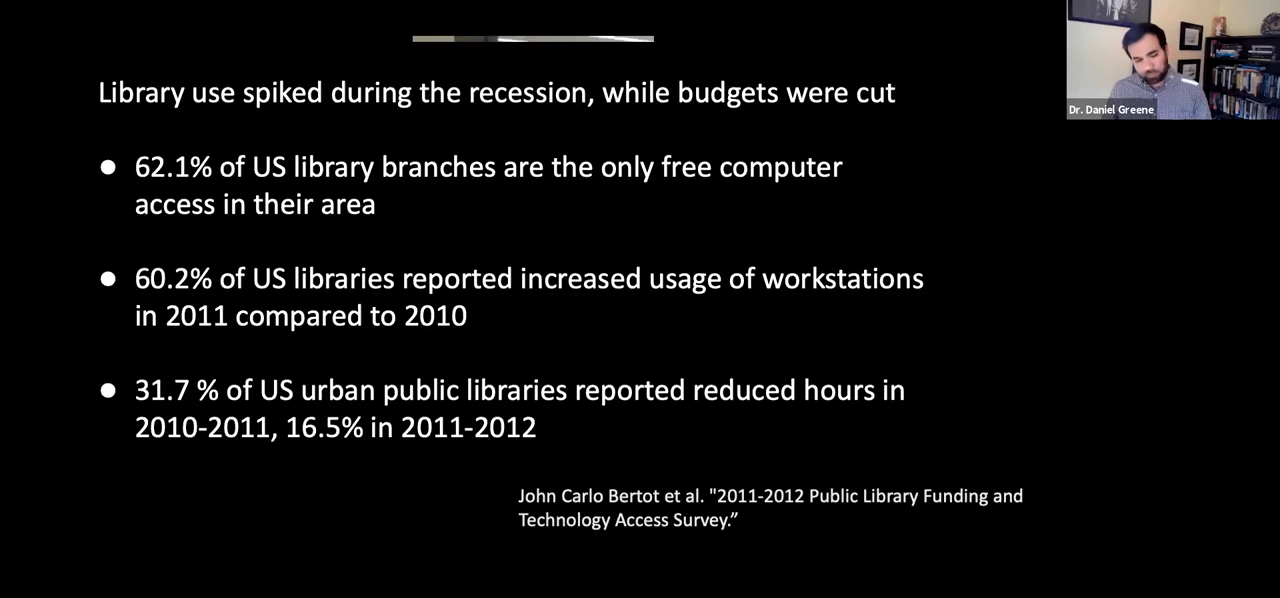 Library use spiked during the recession, while budgets were cut
● 62.1% of US library branches are the only free computer
access in their area
● 60.2% of US libraries reported increased usage of workstations
in 2011 compared to 2010
● 31.7 % of US urban public libraries reported reduced hours in
2010-2011, 16.5% in 2011-2012
John Carlo Bertot et al. "2011-2012 Public Library Funding and
Technology Access Survey.”
Dr. Daniel Greene